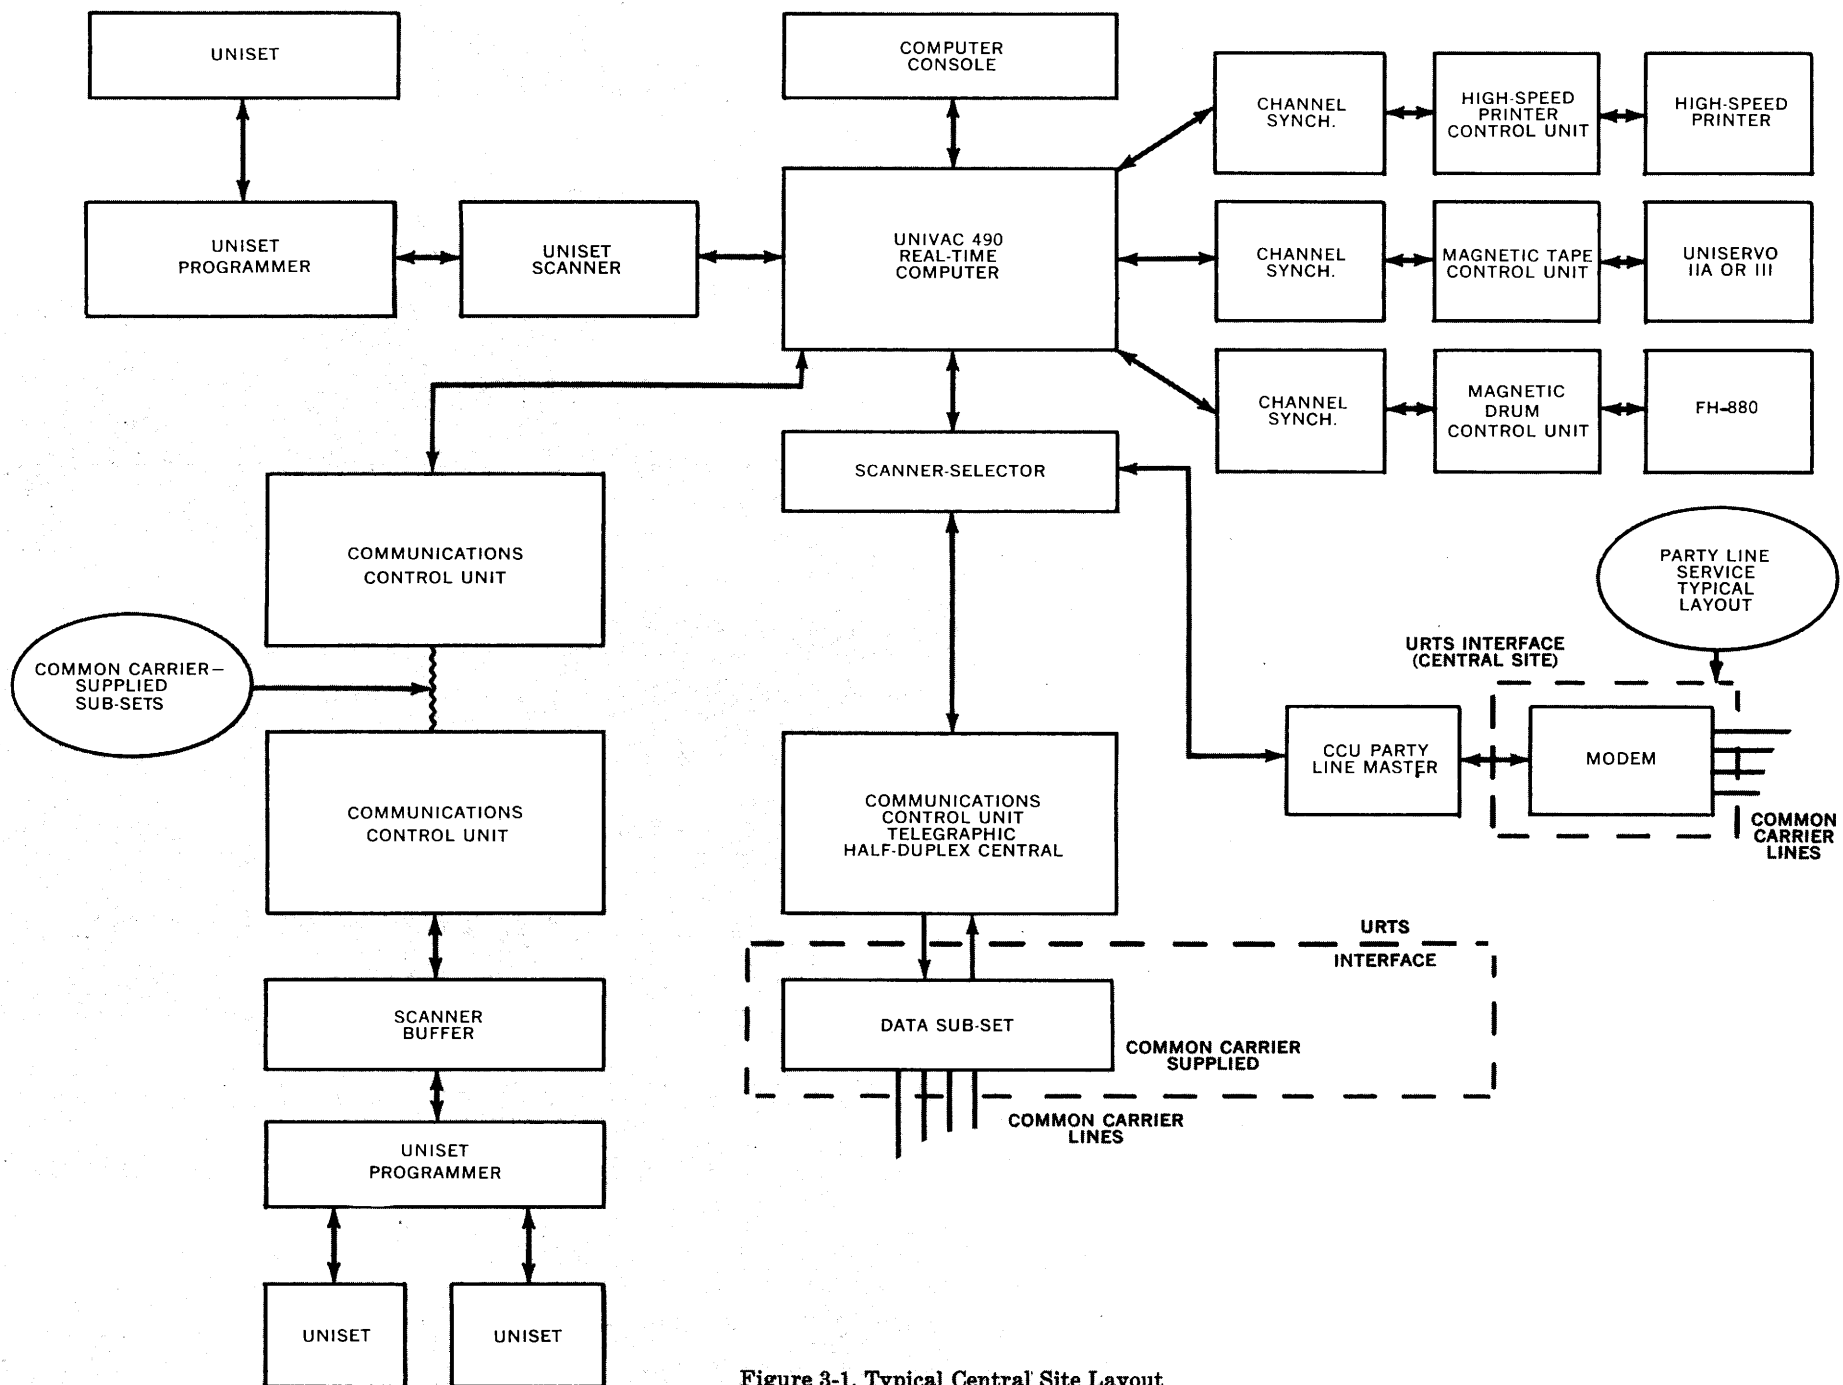 UNISET
COMPUTER
CONSOLE
CHANNEL
SYNCH.
HIGH-SPEED
PRINTER
CONTROL UNIT
HIGH-SPEED
PRINTER
UNISET
PROGRAMMER
UNISET
SCANNER
UNIVAC 490
REAL-TIME
COMPUTER
CHANNEL
SYNCH.
MAGNETIC TAPE
CONTROL UNIT
UNISERVO
IIA OR III
CHANNEL
SYNCH.
MAGNETIC
DRUM
CONTROL UNIT
FH-880
SCANNER-SELECTOR
COMMUNICATIONS
CONTROL UNIT
PARTY LINE
SERVICE
TYPICAL
LAYOUT
COMMON CARRIER—
SUPPLIED
SUB-SETS
URTS INTERFACE
(CENTRAL SITE)
CCU PARTY
LINE MASTER
MODEM
COMMON
CARRIER
LINES
COMMUNICATIONS
CONTROL UNIT
COMMUNICATIONS
CONTROL UNIT
TELEGRAPHIC
HALF-DUPLEX CENTRAL
URTS
INTERFACE
SCANNER
BUFFER
DATA SUB-SET
COMMON CARRIER
SUPPLIED
COMMON CARRIER
LINES
UNISET
PROGRAMMER
UNISET
UNISET
Figure 3-1. Typical Central Site Layout